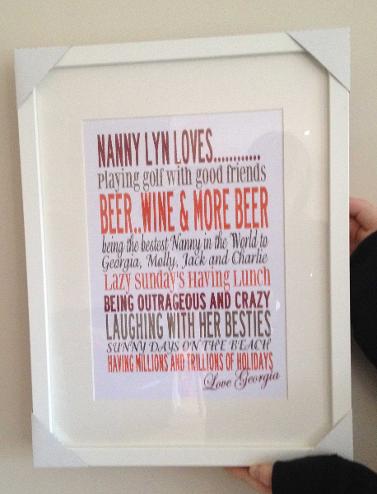 NANNY LYN LOVES............
Playing golf with good friends
BEER..WINE & MORE BEER
being the bestest Nanny in the World to
Georgia, Molly, Jack and Charlie
Lazy Sunday's Having Lunch
BEING OUTRAGEOUS AND CRAZY
LAUGHING WITH HER BESTIES
SUNNY DAYS ON THE BEACH
HAVING MILLIONS AND TRILLIONS OF HOLIDAYS
Love Georgia